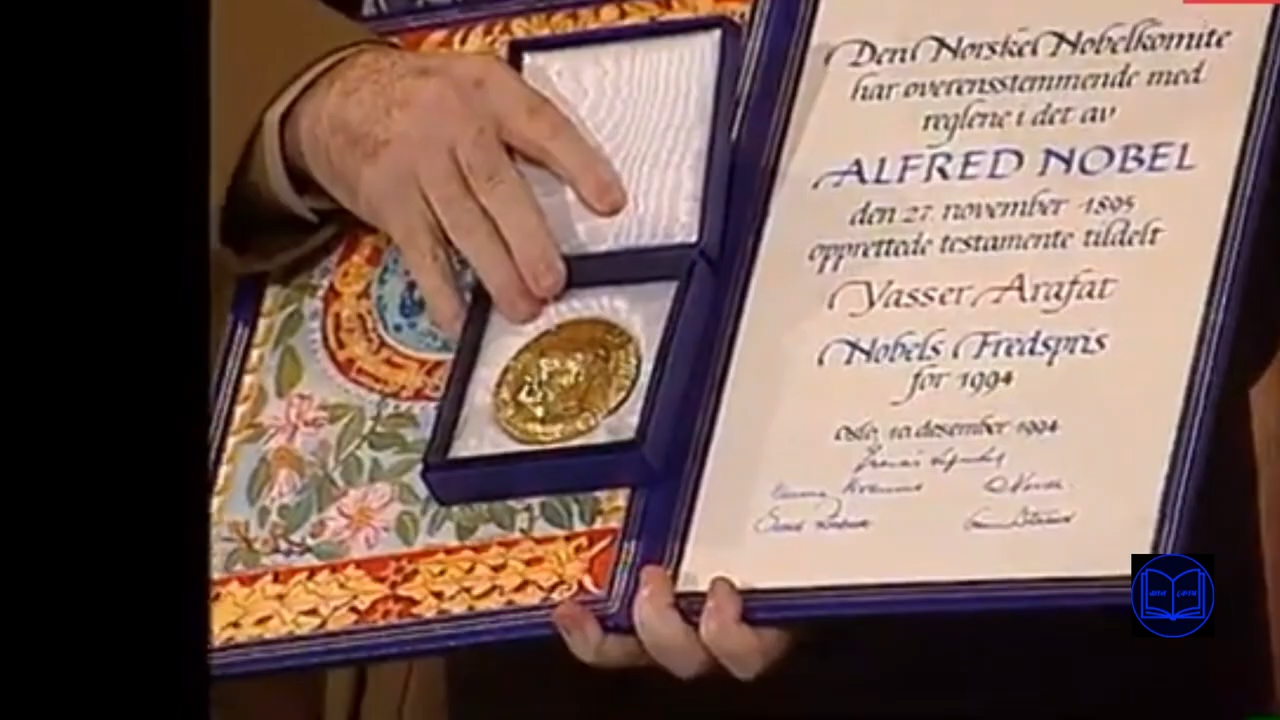 Den Norske Nobelkomite
har overensstemmende med
reglene i det av
ALFRED NOBEL
den 27. november 1895
opprettede testamente tildelt
Yasser Arafat
Nobels Fredspris
for 1994
Oslo, 10. desember 1994